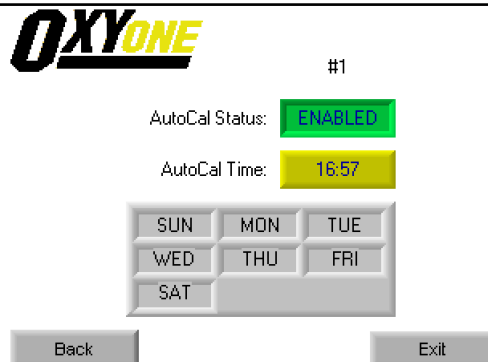 OXYONE
#1
AutoCal Status: ENABLED
AutoCal Time: 16:57
SUN MON TUE
WED THU FRI
SAT
Back Exit